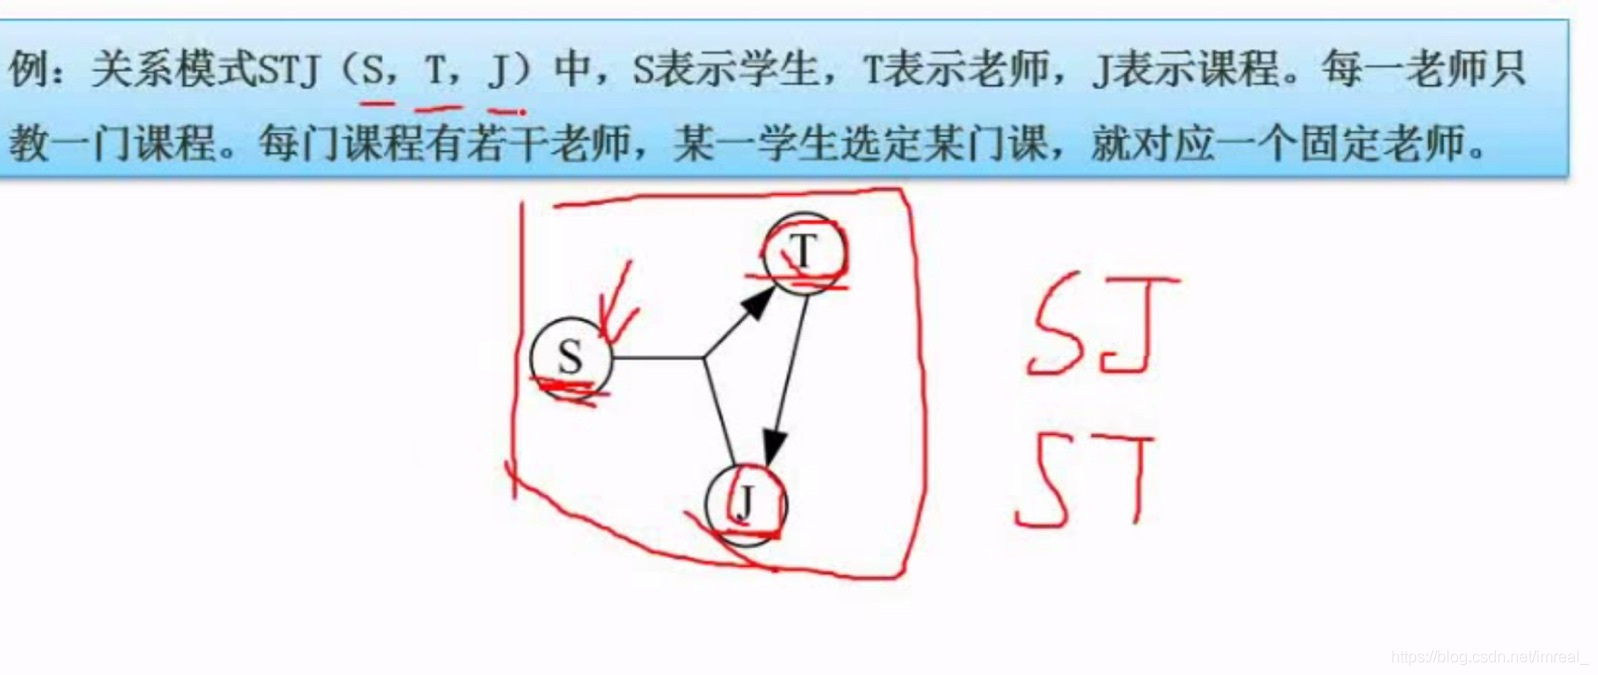 例：关系模式STJ（S，T，J）中，S表示学生，T表示老师，J表示课程。每一老师只
教一门课程。每门课程有若干老师，某一学生选定某门课，就对应一个固定老师。
T
SJ
S
ST
J
https://blog.csdn.net/imreal_